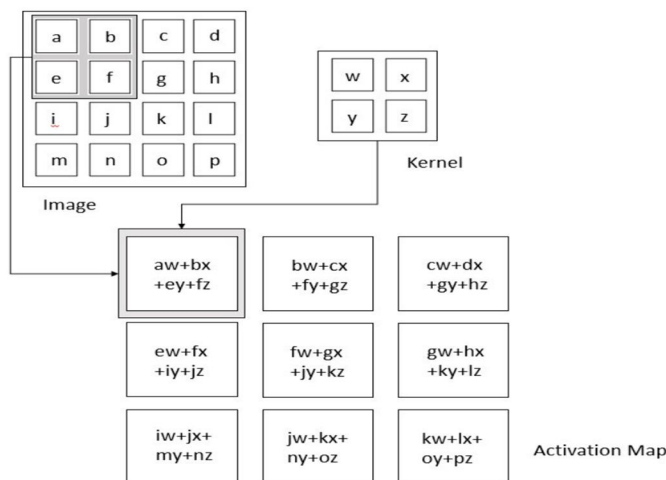 a b c d
e f g h
i j k l
m n o p
Image
w x
y z
Kernel
aw+bx
+ey+fz
bw+cx
+fy+gz
cw+dx
+gy+hz
ew+fx
+iy+jz
fw+gx
+jy+kz
gw+hx
+ky+lz
iw+jx+
my+nz
jw+kx+
ny+oz
kw+lx+
oy+pz
Activation Map